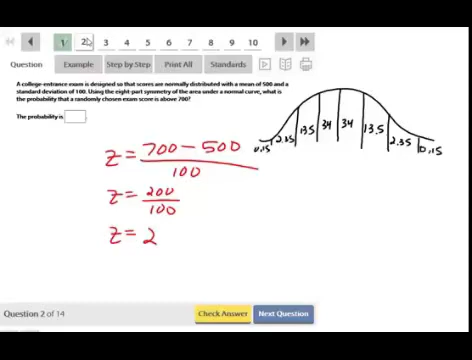 1 2 3 4 5 6 7 8 9 10
Question Example Step by Step Print All Standards
A college-entrance exam is designed so that scores are normally distributed with a mean of 500 and a
standard deviation of 100. Using the eight-part symmetry of the area under a normal curve, what is
the probability that a randomly chosen exam score is above 700?
The probability is
0.15 2.35 13.5 34 34 13.5 2.35 0.15
z = 700 - 500
100
z = 200
100
z = 2
Question 2 of 14 Check Answer Next Question